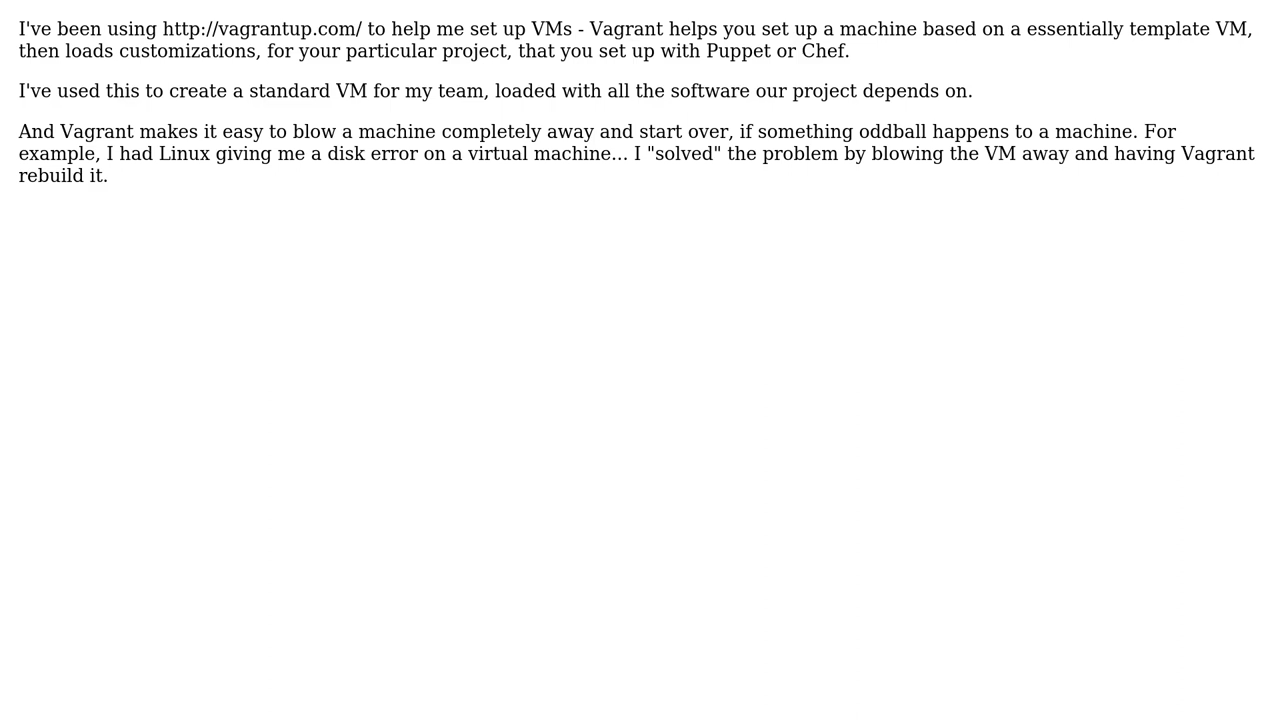 I've been using http://vagrantup.com/ to help me set up VMs - Vagrant helps you set up a machine based on a essentially template VM,
then loads customizations, for your particular project, that you set up with Puppet or Chef.
I've used this to create a standard VM for my team, loaded with all the software our project depends on.
And Vagrant makes it easy to blow a machine completely away and start over, if something oddball happens to a machine. For
example, I had Linux giving me a disk error on a virtual machine... I "solved" the problem by blowing the VM away and having Vagrant
rebuild it.